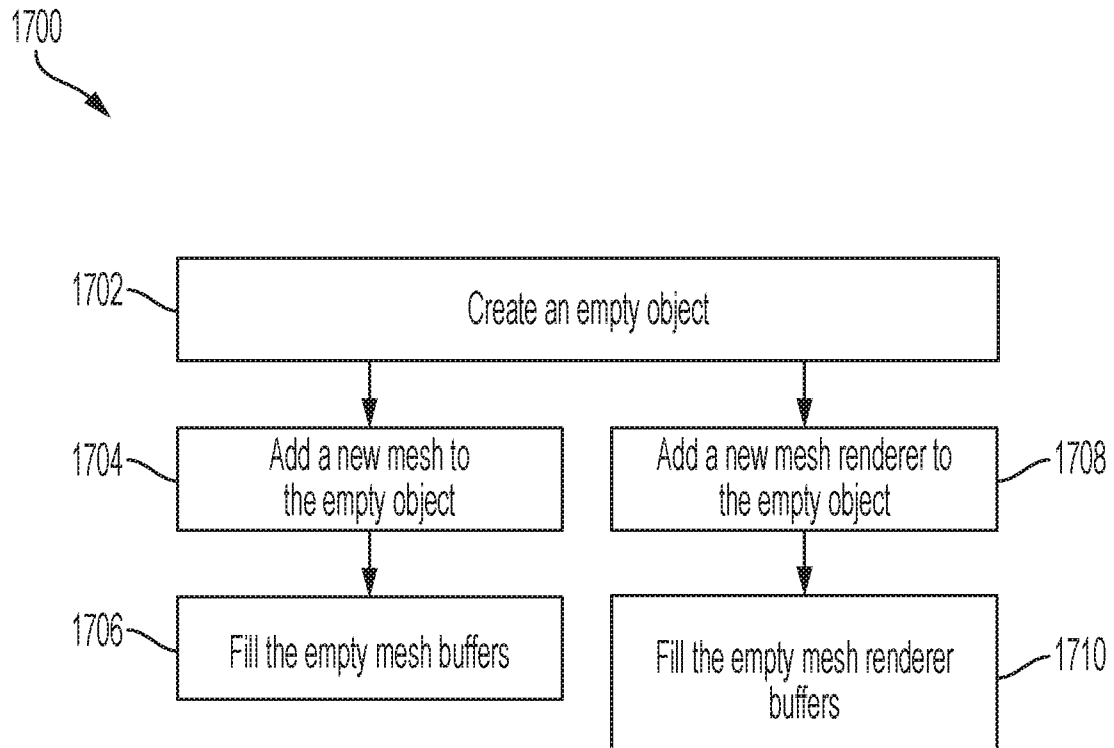 1700
1702
Create an empty object
1704
Add a new mesh to
the empty object
Add a new mesh renderer to
the empty object
1708
1706
Fill the empty mesh buffers
Fill the empty mesh renderer
buffers
1710